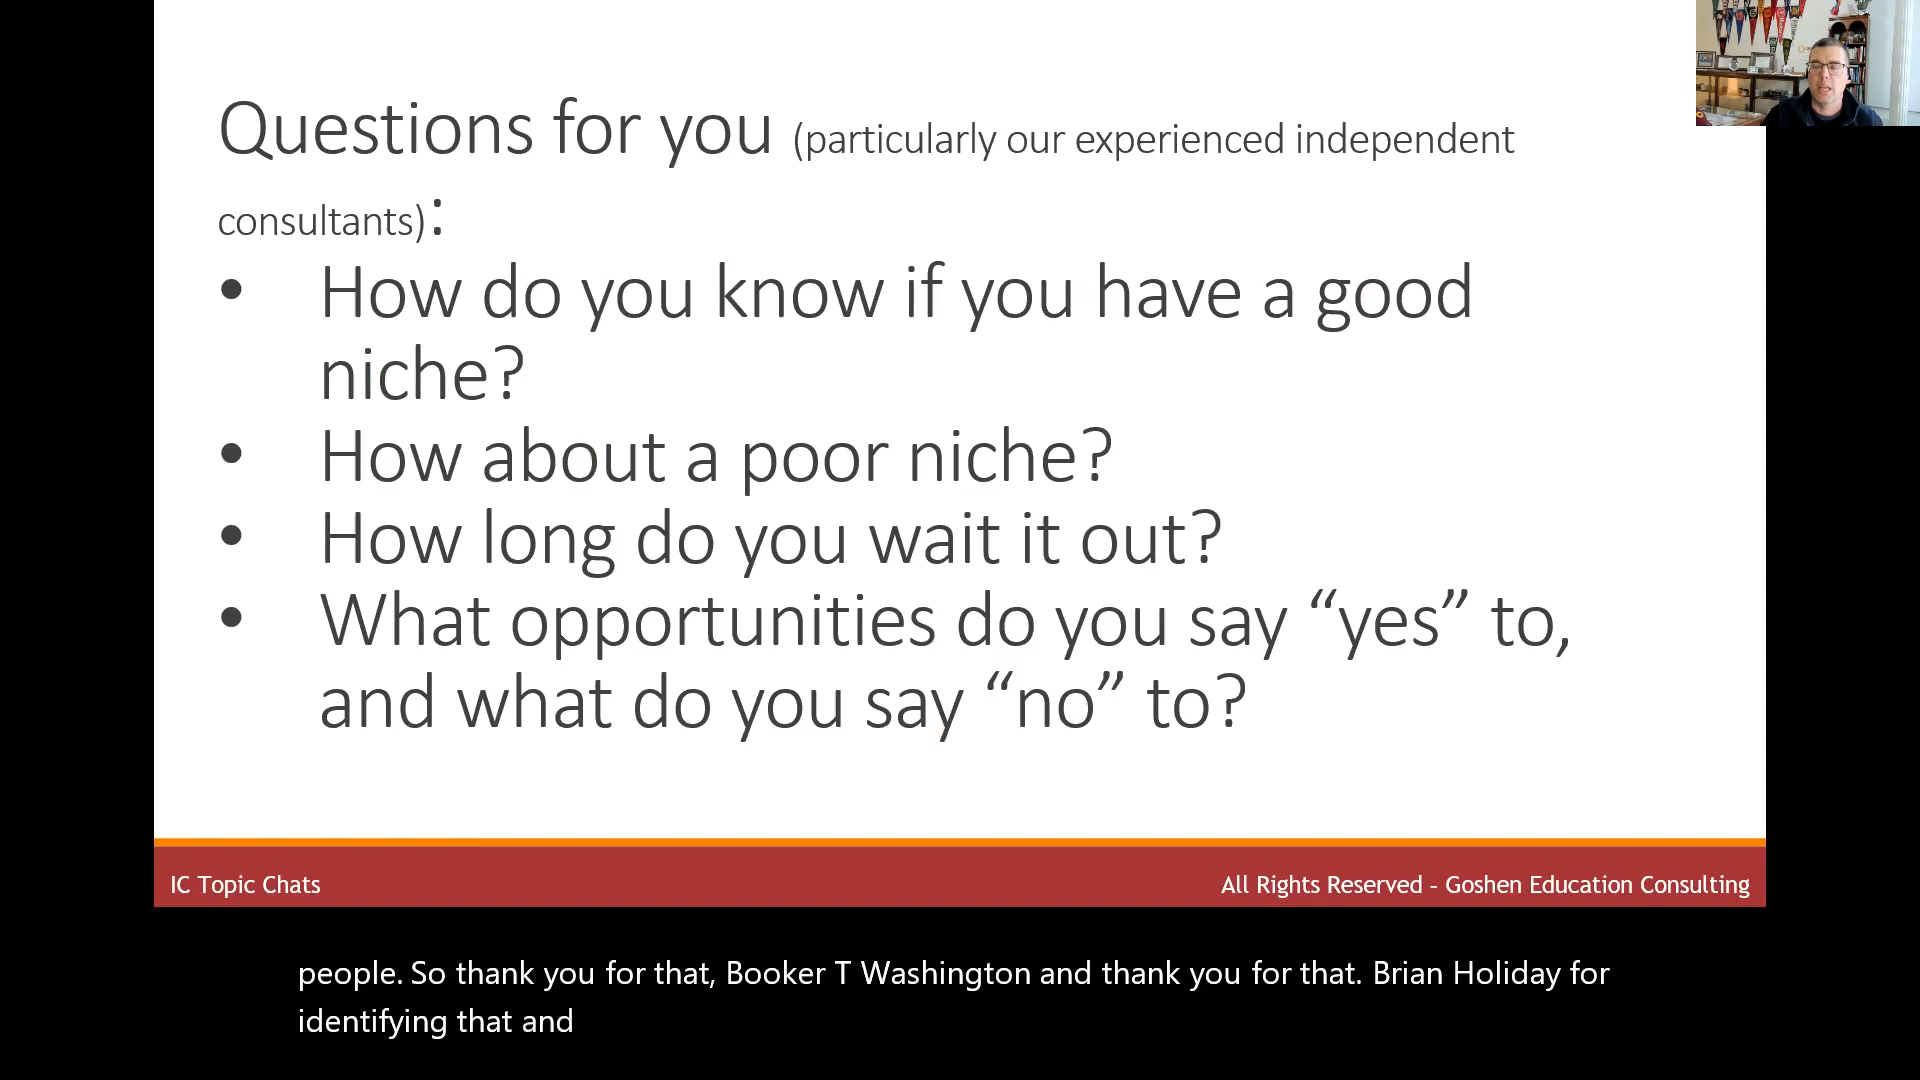 Questions for you (particularly our experienced independent
consultants):
• How do you know if you have a good
niche?
• How about a poor niche?
• How long do you wait it out?
• What opportunities do you say “yes” to,
and what do you say “no” to?
IC Topic Chats
All Rights Reserved – Goshen Education Consulting
people. So thank you for that, Booker T Washington and thank you for that. Brian Holiday for
identifying that and